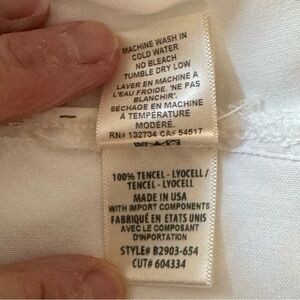 MACHINE WASH IN
COLD WATER
NO BLEACH
TUMBLE DRY LOW
LAVER EN MACHINE A
L'EAU FROIDE. NE PAS
BLANCHIR.
SÉCHAGE EN MACHINE
À TEMPÉRATURE
MODÉRÉ.
RN# 132734 CA# 54517
100% TENCEL - LYOCELL /
TENCEL - LYOCELL
MADE IN USA
WITH IMPORT COMPONENTS
FABRIQUÉ EN ETATS UNIS
AVEC LE COMPOSANT
D'INPORTATION
STYLE# B2903-654
CUT# 604334